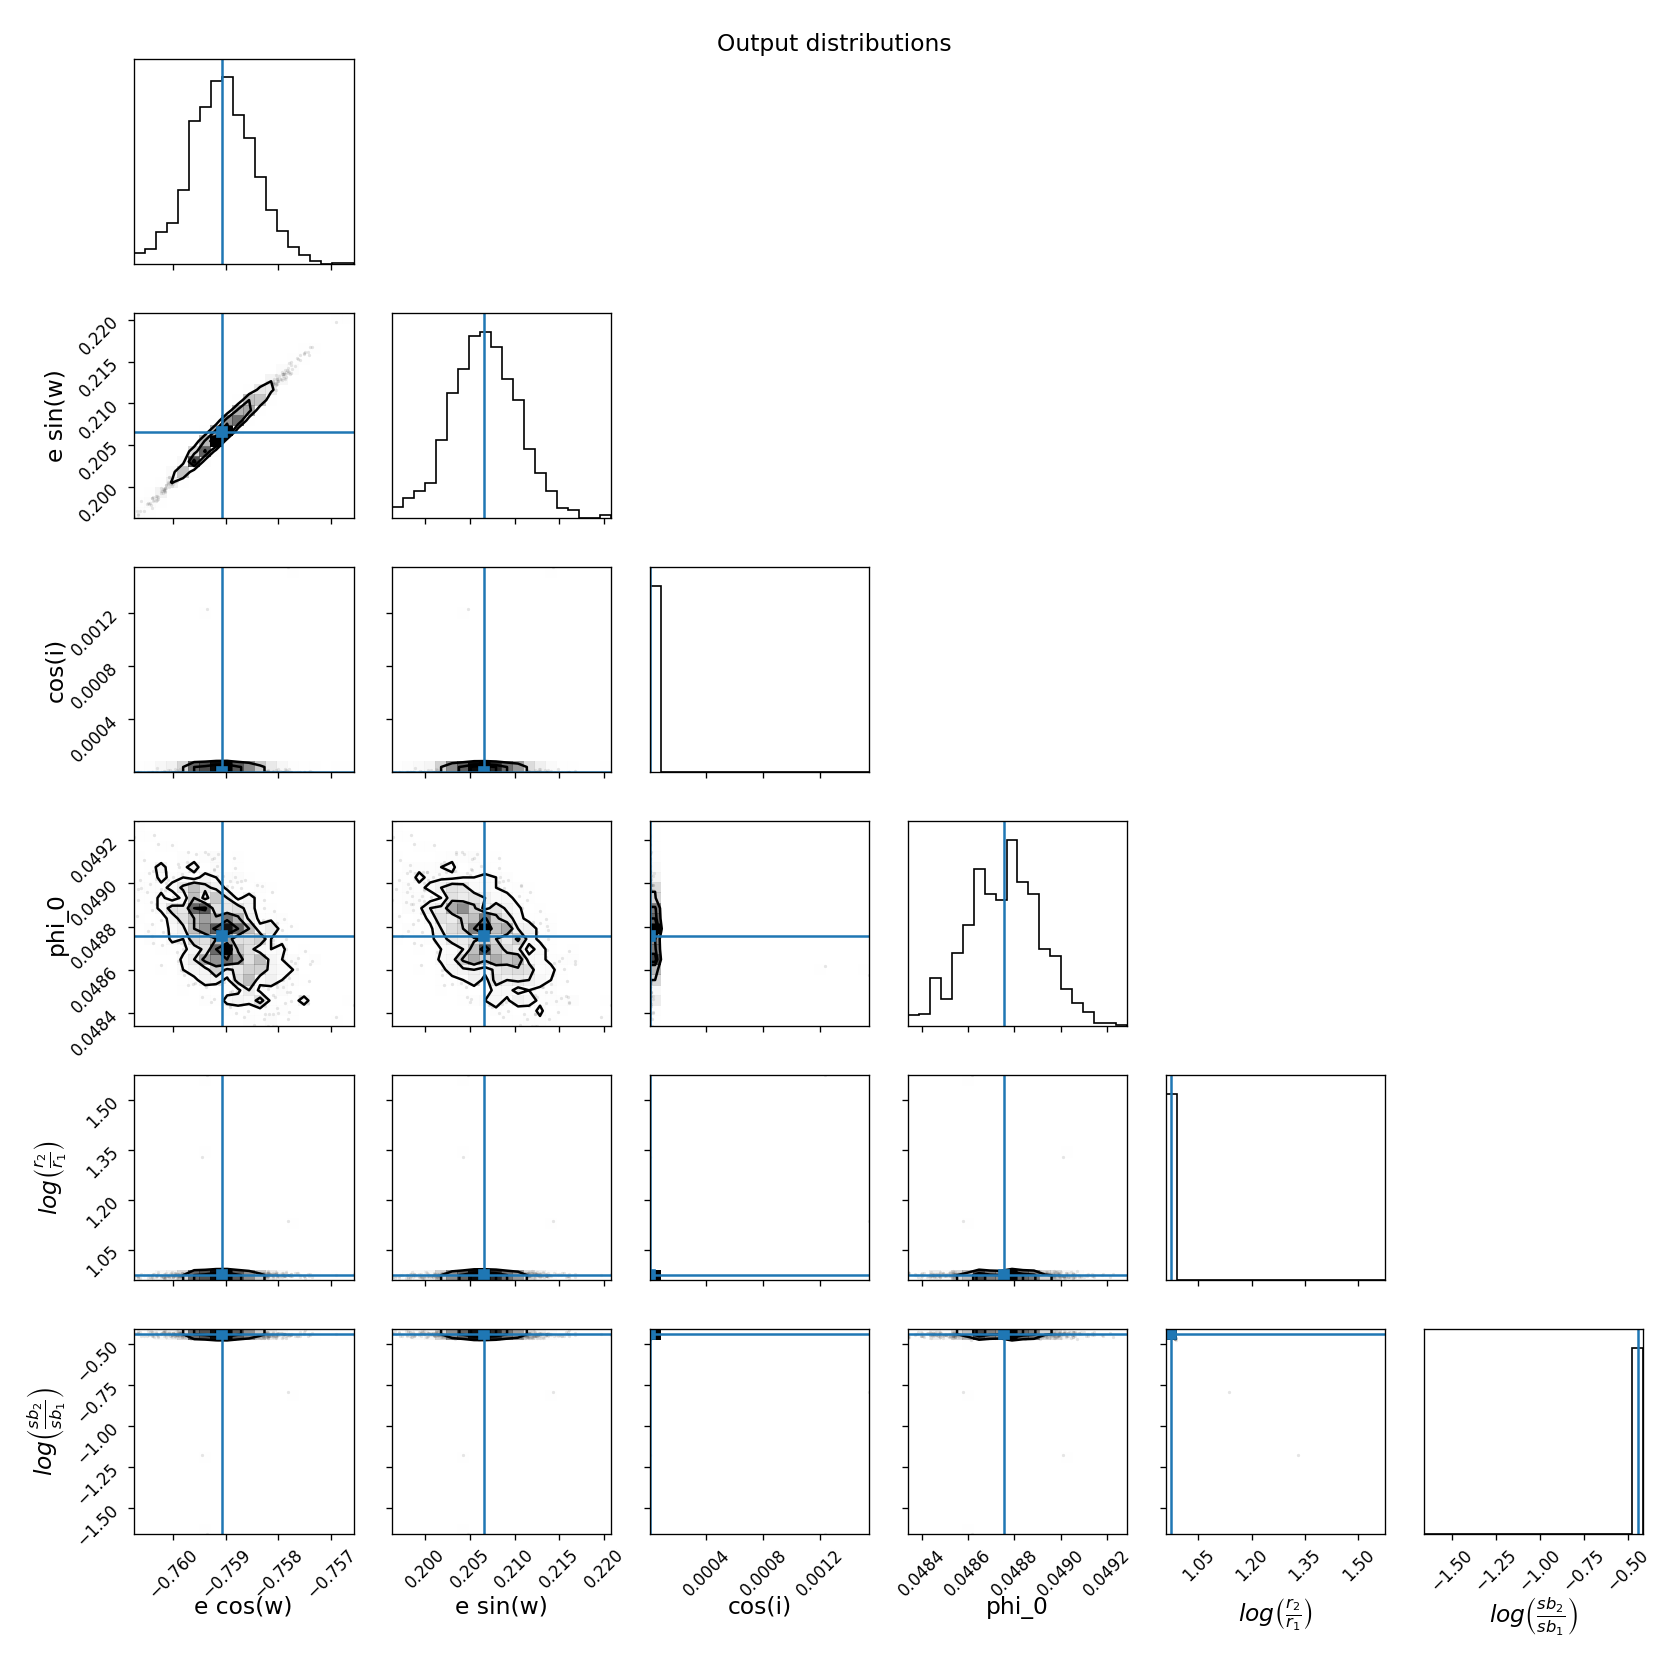 Output distributions
e sin(w)
0.220
0.215
0.210
0.205
0.200
cos(i)
0.0012
0.0008
0.0004
phi_0
0.0492
0.0490
0.0488
0.0486
0.0484
log(r2/r1)
1.50
1.35
1.20
1.05
log(sb2/sb1)
−0.50
−0.75
−1.00
−1.25
−1.50
−0.760 −0.759 −0.758 −0.757
e cos(w)
0.200 0.205 0.210 0.215 0.220
e sin(w)
0.0004 0.0008 0.0012
cos(i)
0.0484 0.0486 0.0488 0.0490 0.0492
phi_0
1.05 1.20 1.35 1.50
log(r2/r1)
−1.50 −1.25 −1.00 −0.75 −0.50
log(sb2/sb1)